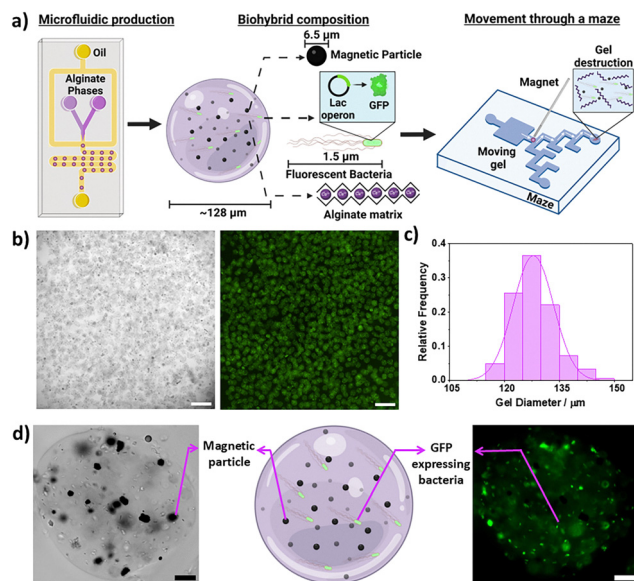 a)
Microfluidic production
Biohybrid composition
Movement through a maze
Oil
Alginate
Phases
6.5 µm
Magnetic Particle
Lac
operon
GFP
1.5 µm
Fluorescent Bacteria
Alginate matrix
~128 µm
Gel
destruction
Magnet
Moving
gel
Maze
b)
c)
Relative Frequency
0.4
0.3
0.2
0.1
0.0
105
120
135
150
Gel Diameter / µm
d)
Magnetic
particle
GFP
expressing
bacteria